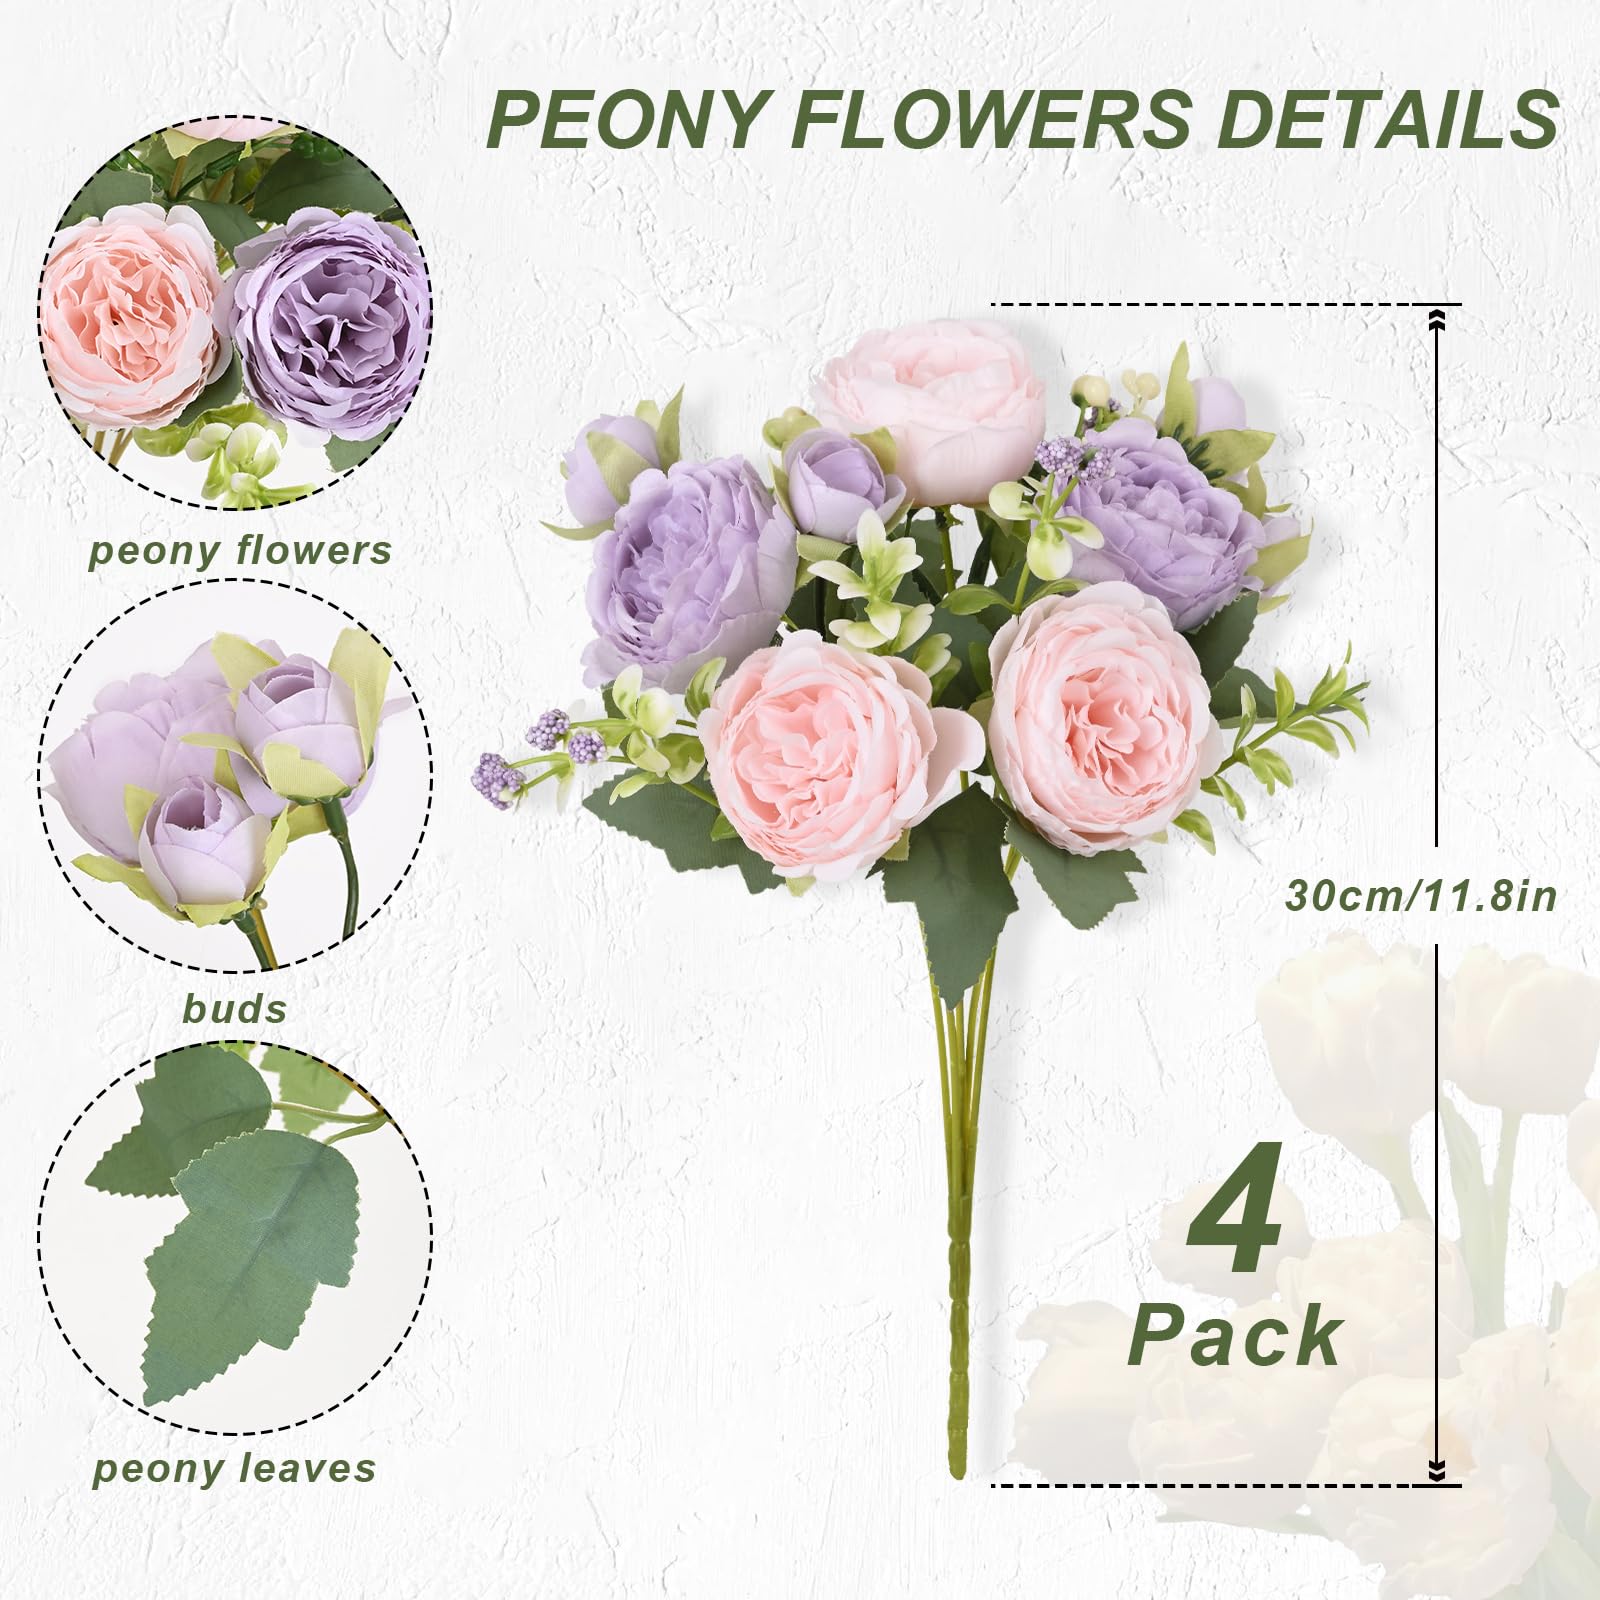 PEONY FLOWERS DETAILS
peony flowers
buds
peony leaves
30cm/11.8in
4
Pack